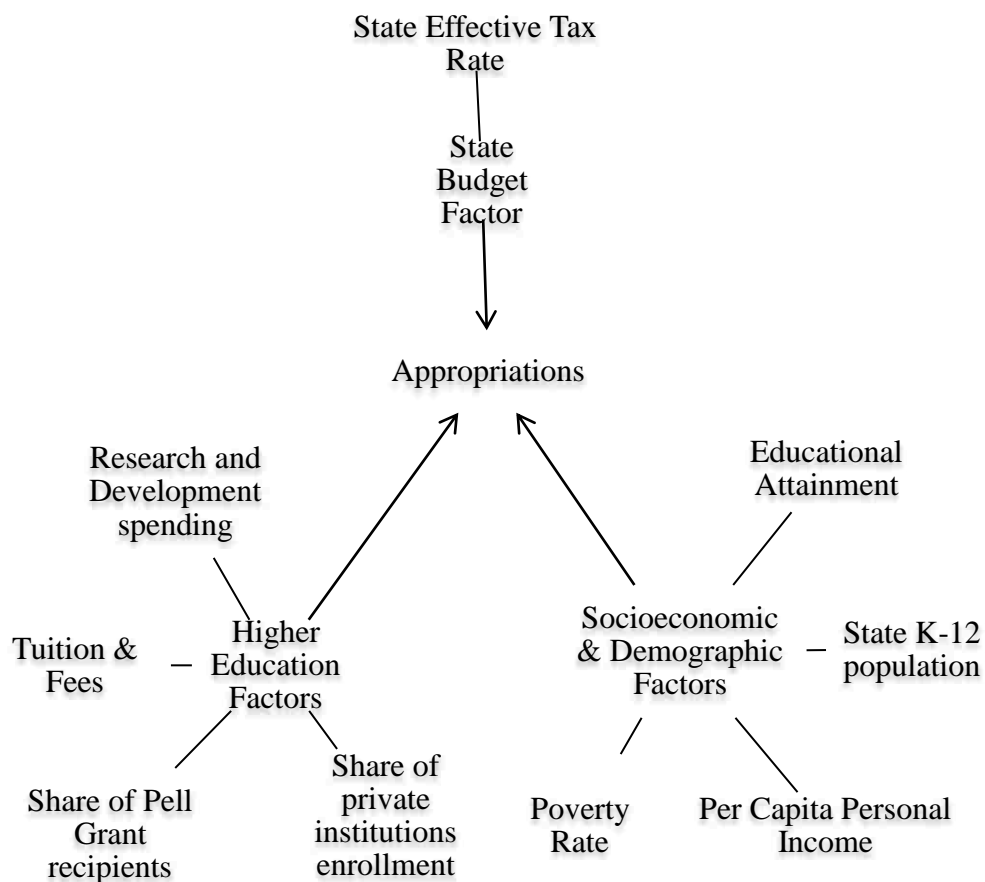 State Effective Tax
Rate
State
Budget
Factor
Appropriations
Research and
Development
spending
Educational
Attainment
Tuition &
Fees
Higher
Education
Factors
Socioeconomic
& Demographic
Factors
State K-12
population
Share of Pell
Grant
recipients
Share of
private
institutions
enrollment
Poverty
Rate
Per Capita Personal
Income